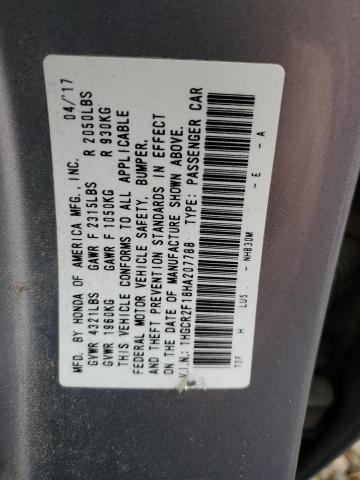 MFD. BY HONDA OF AMERICA MFG., INC. 04/17
GVWR 4321LBS GAWR F 2315LBS R 2050LBS
GVWR 1960KG GAWR F 1050KG R 930KG
THIS VEHICLE CONFORMS TO ALL APPLICABLE
FEDERAL MOTOR VEHICLE SAFETY, BUMPER,
AND THEFT PREVENTION STANDARDS IN EFFECT
ON THE DATE OF MANUFACTURE SHOWN ABOVE.
V.I.N.: 1HGCR2F18HA207788 TYPE: PASSENGER CAR
TDF H LU5 - NH830M - E - A